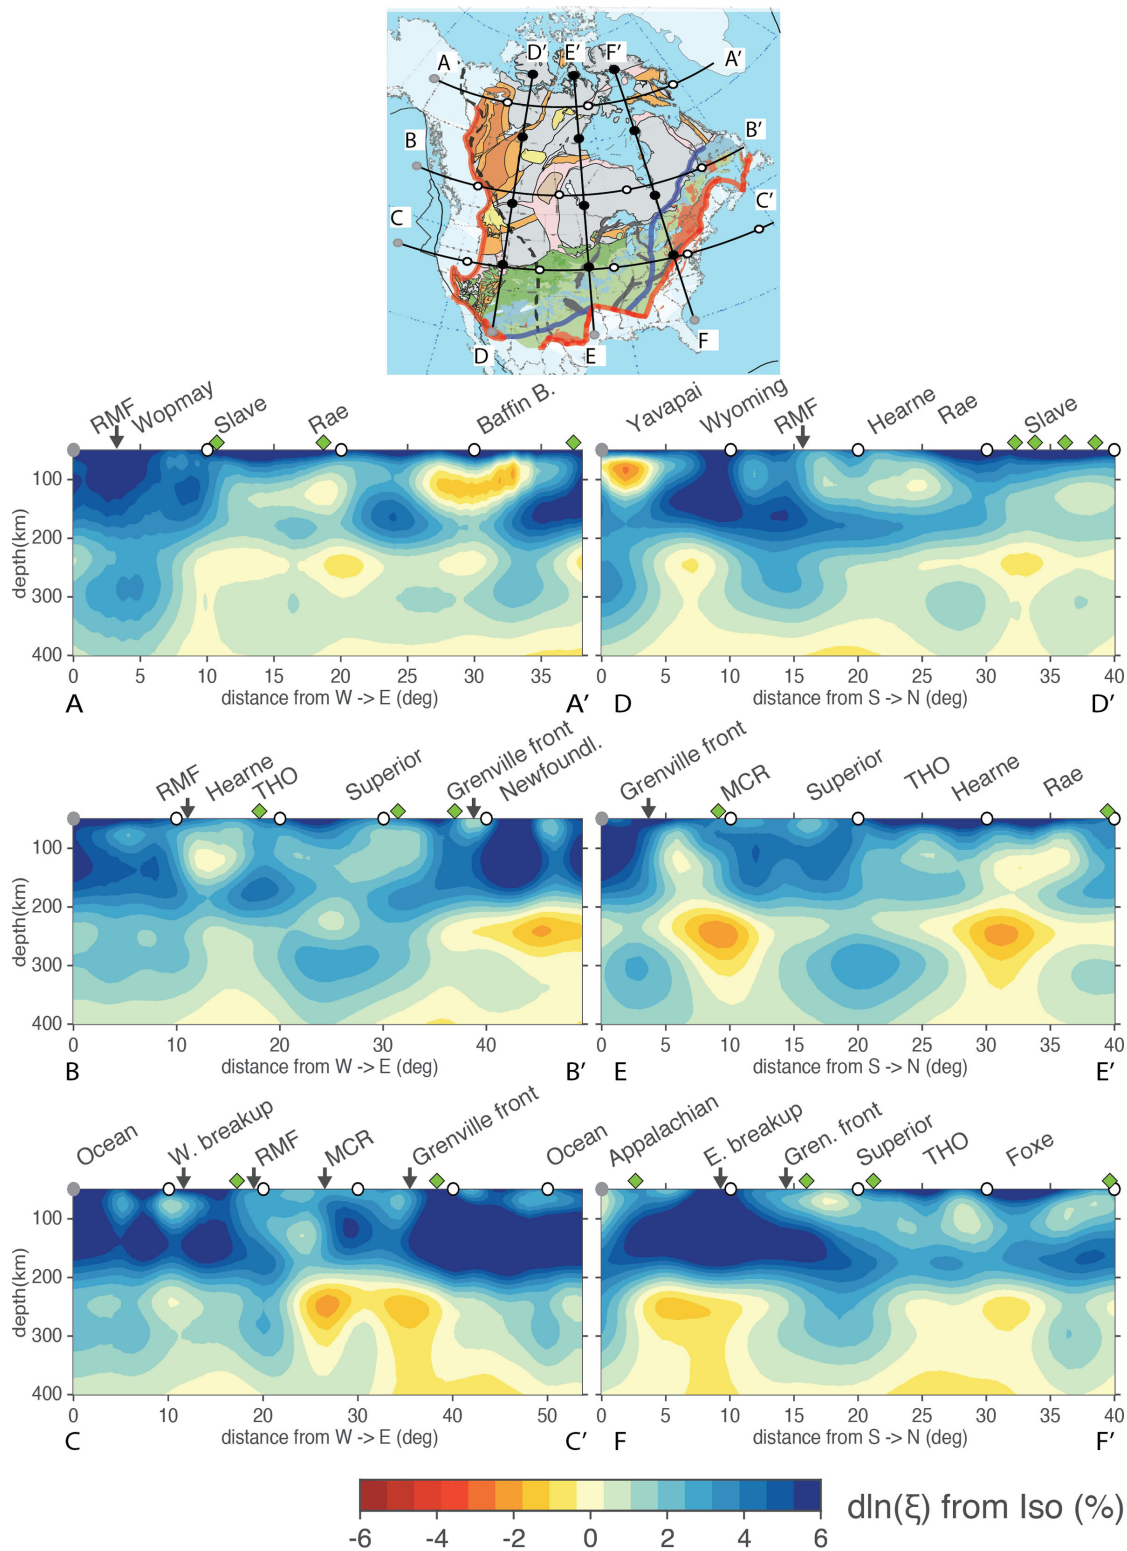 A
D′
E′
F′
A′
B
B′
C
C′
D
E
F
RMF
Wopmay
Slave
Rae
Baffin B.
depth(km)
100
200
300
400
0 5 10 15 20 25 30 35
distance from W -> E (deg)
A A′
Yavapai
Wyoming
RMF
Hearne
Rae
Slave
0 5 10 15 20 25 30 35 40
distance from S -> N (deg)
D D′
RMF
Hearne
THO
Superior
Grenville front
Newfoundl.
depth(km)
100
200
300
400
0 10 20 30 40
distance from W -> E (deg)
B B′
Grenville front
MCR
Superior
THO
Hearne
Rae
0 5 10 15 20 25 30 35 40
distance from S -> N (deg)
E E′
Ocean
W. breakup
RMF
MCR
Grenville front
Ocean
depth(km)
100
200
300
400
0 10 20 30 40 50
distance from W -> E (deg)
C C′
Appalachian
E. breakup
Gren. front
Superior
THO
Foxe
0 5 10 15 20 25 30 35 40
distance from S -> N (deg)
F F′
-6 -4 -2 0 2 4 6
dln(ξ) from Iso (%)